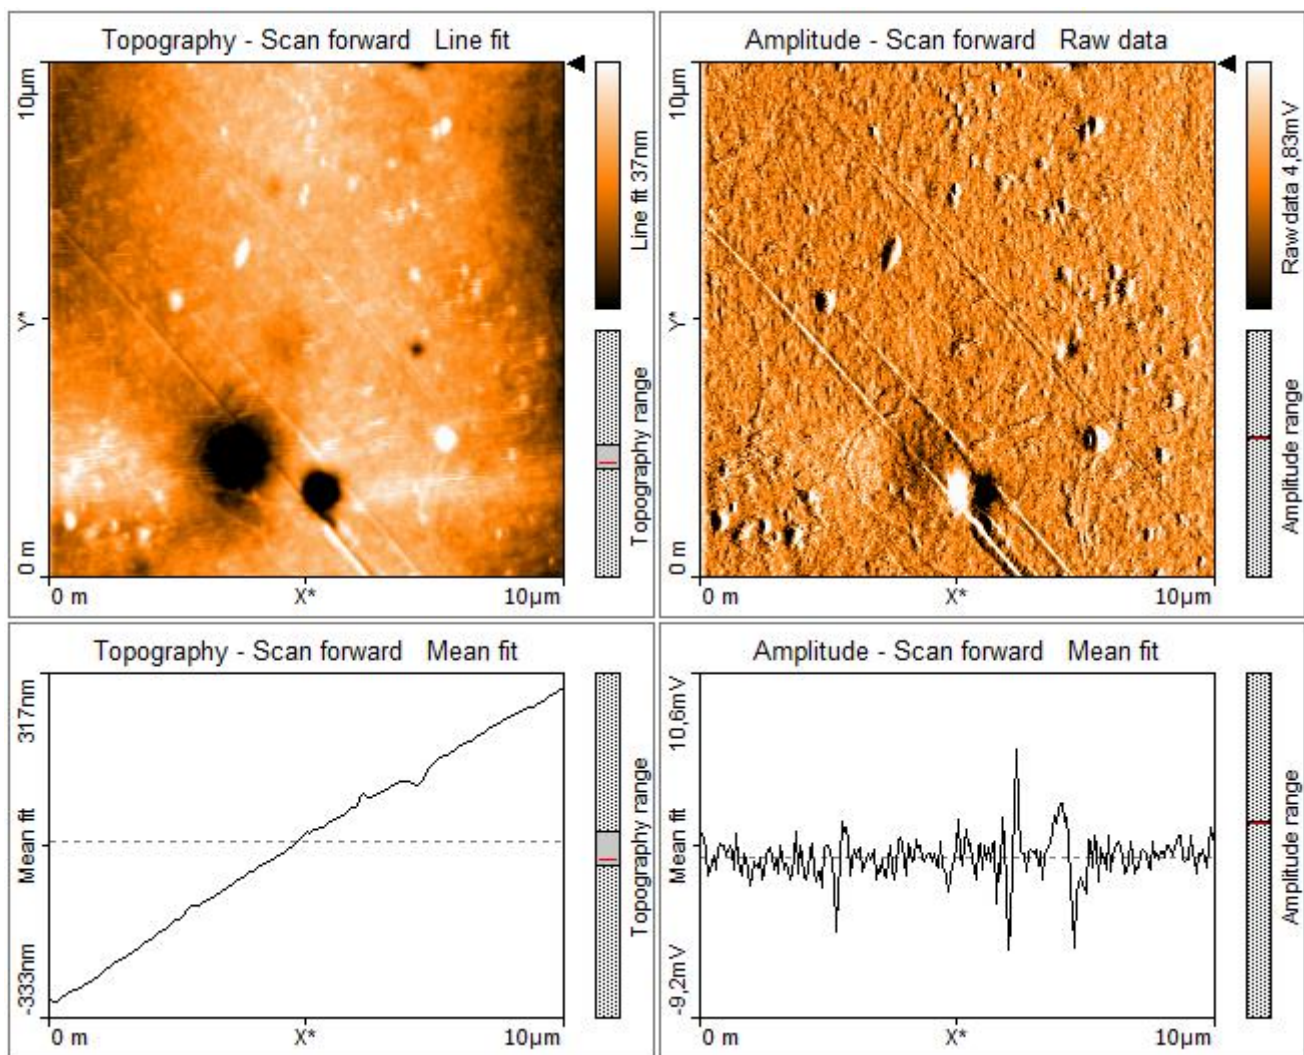 Topography - Scan forward Line fit
10µm
Y*
0 m
0 m X* 10µm
Line fit 37nm
Topography range
Amplitude - Scan forward Raw data
10µm
Y*
0 m
0 m X* 10µm
Raw data 4,83mV
Amplitude range
Topography - Scan forward Mean fit
317nm
Mean fit
-333nm
0 m X* 10µm
Topography range
Amplitude - Scan forward Mean fit
10,6mV
Mean fit
-9,2mV
0 m X* 10µm
Amplitude range